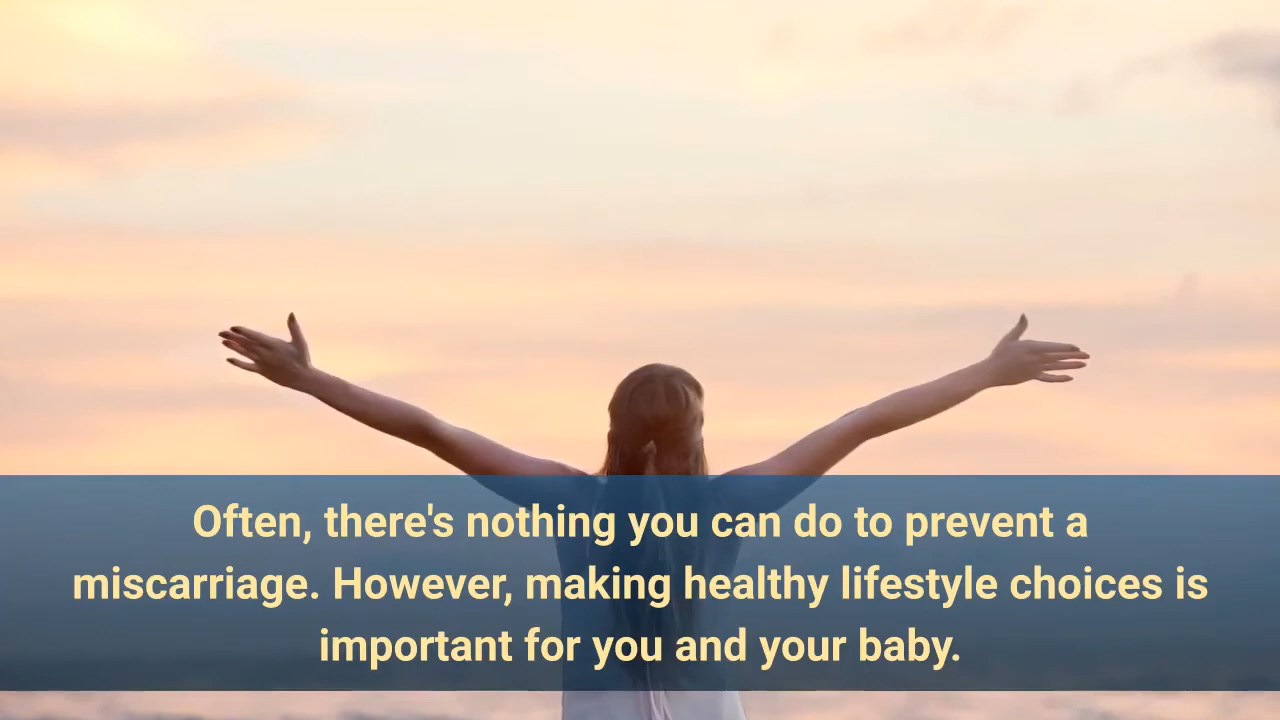 Often, there's nothing you can do to prevent a
miscarriage. However, making healthy lifestyle choices is
important for you and your baby.